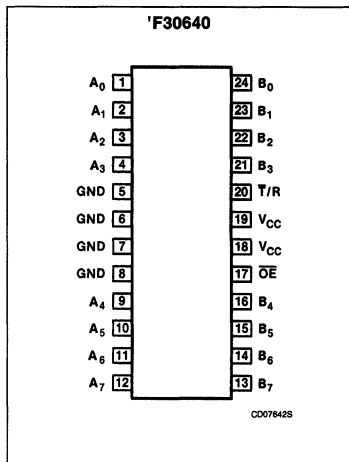 'F30640
A0 1 24 B0
A1 2 23 B1
A2 3 22 B2
A3 4 21 B3
GND 5 20 T̅/R
GND 6 19 VCC
GND 7 18 VCC
GND 8 17 O̅E̅
A4 9 16 B4
A5 10 15 B5
A6 11 14 B6
A7 12 13 B7
CD07642S